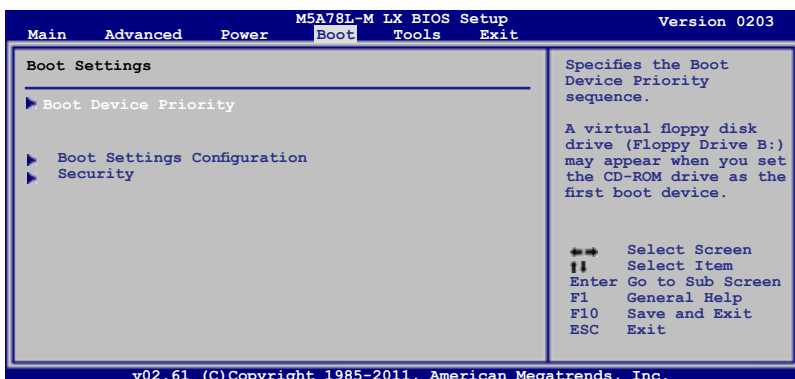 M5A78L-M LX BIOS Setup Version 0203
Main Advanced Power Boot Tools Exit
Boot Settings
Boot Device Priority
Boot Settings Configuration
Security
Specifies the Boot
Device Priority
sequence.
A virtual floppy disk
drive (Floppy Drive B:)
may appear when you set
the CD-ROM drive as the
first boot device.
←→ Select Screen
↑↓ Select Item
Enter Go to Sub Screen
F1 General Help
F10 Save and Exit
ESC Exit
v02.61 (C)Copyright 1985-2011, American Megatrends, Inc.